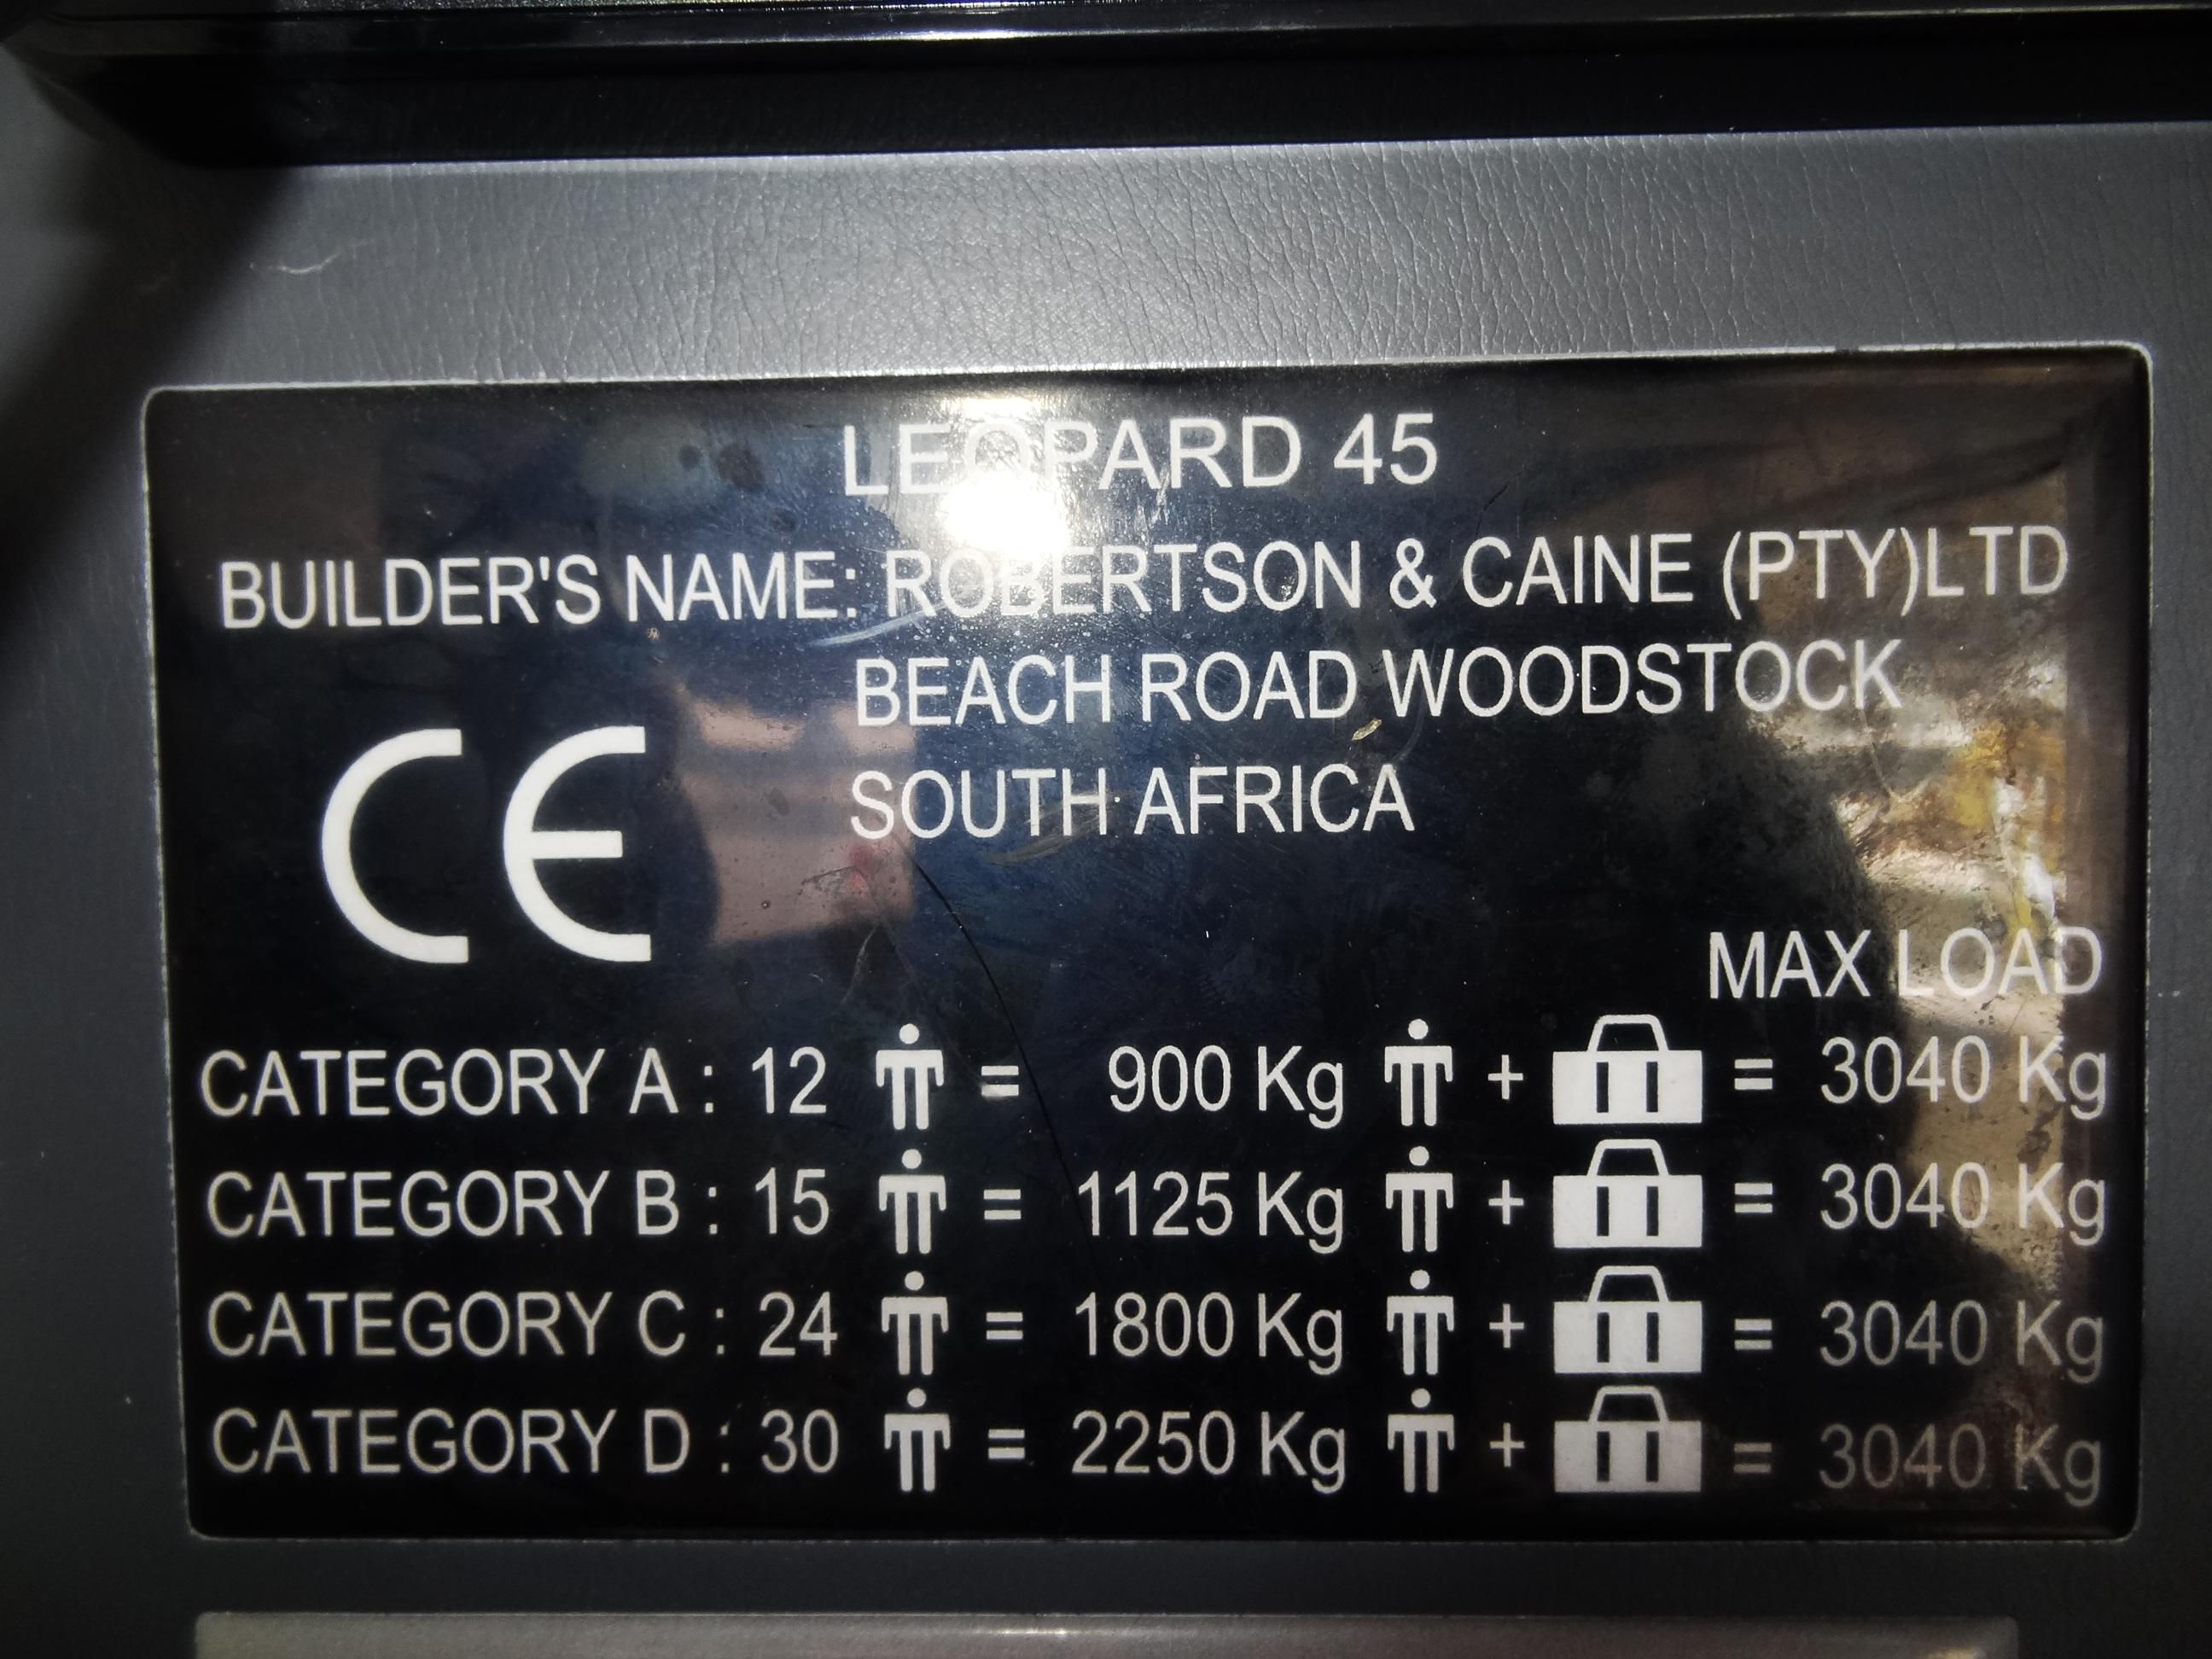 LEOPARD 45
BUILDER'S NAME: ROBERTSON & CAINE (PTY)LTD
BEACH ROAD WOODSTOCK
SOUTH AFRICA
CE
MAX LOAD
CATEGORY A : 12 = 900 Kg + = 3040 Kg
CATEGORY B : 15 = 1125 Kg + = 3040 Kg
CATEGORY C : 24 = 1800 Kg + = 3040 Kg
CATEGORY D : 30 = 2250 Kg + = 3040 Kg